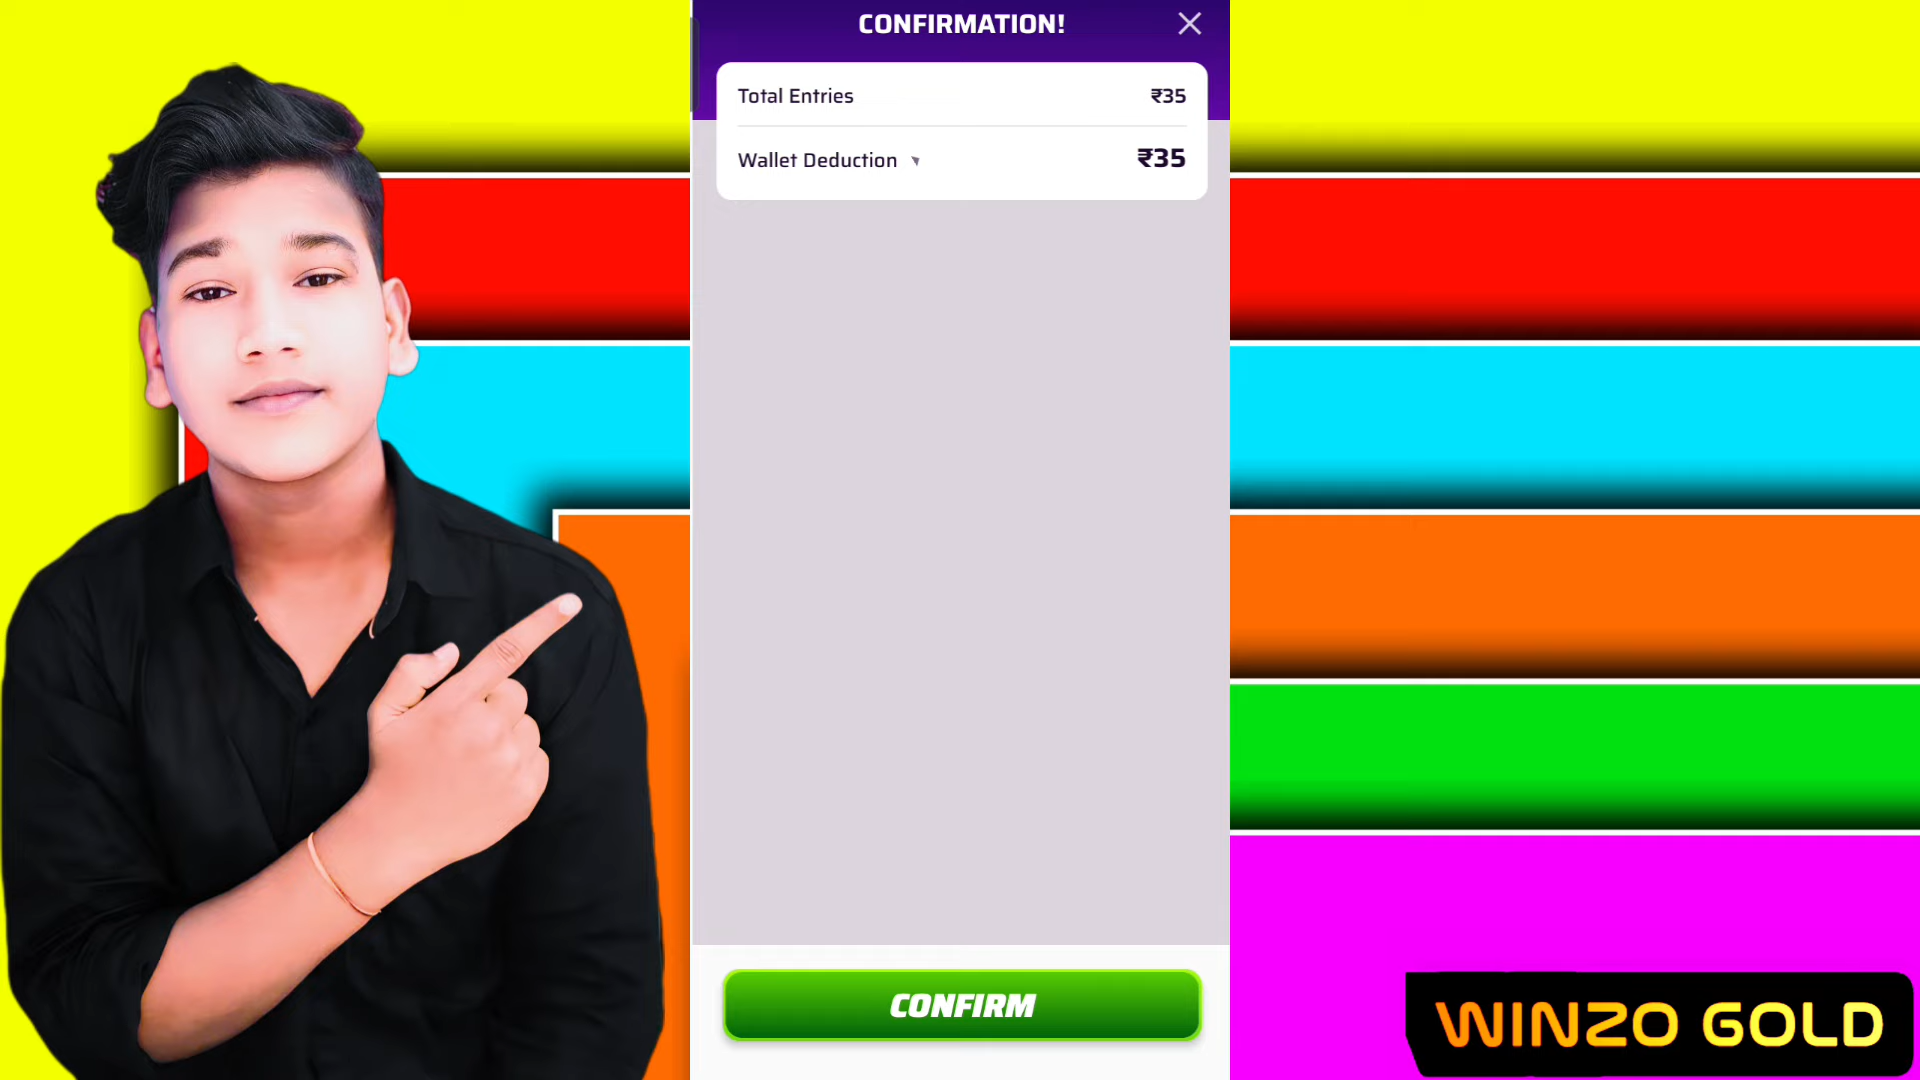 CONFIRMATION!
Total Entries ₹35
Wallet Deduction ₹35
CONFIRM
WINZO GOLD